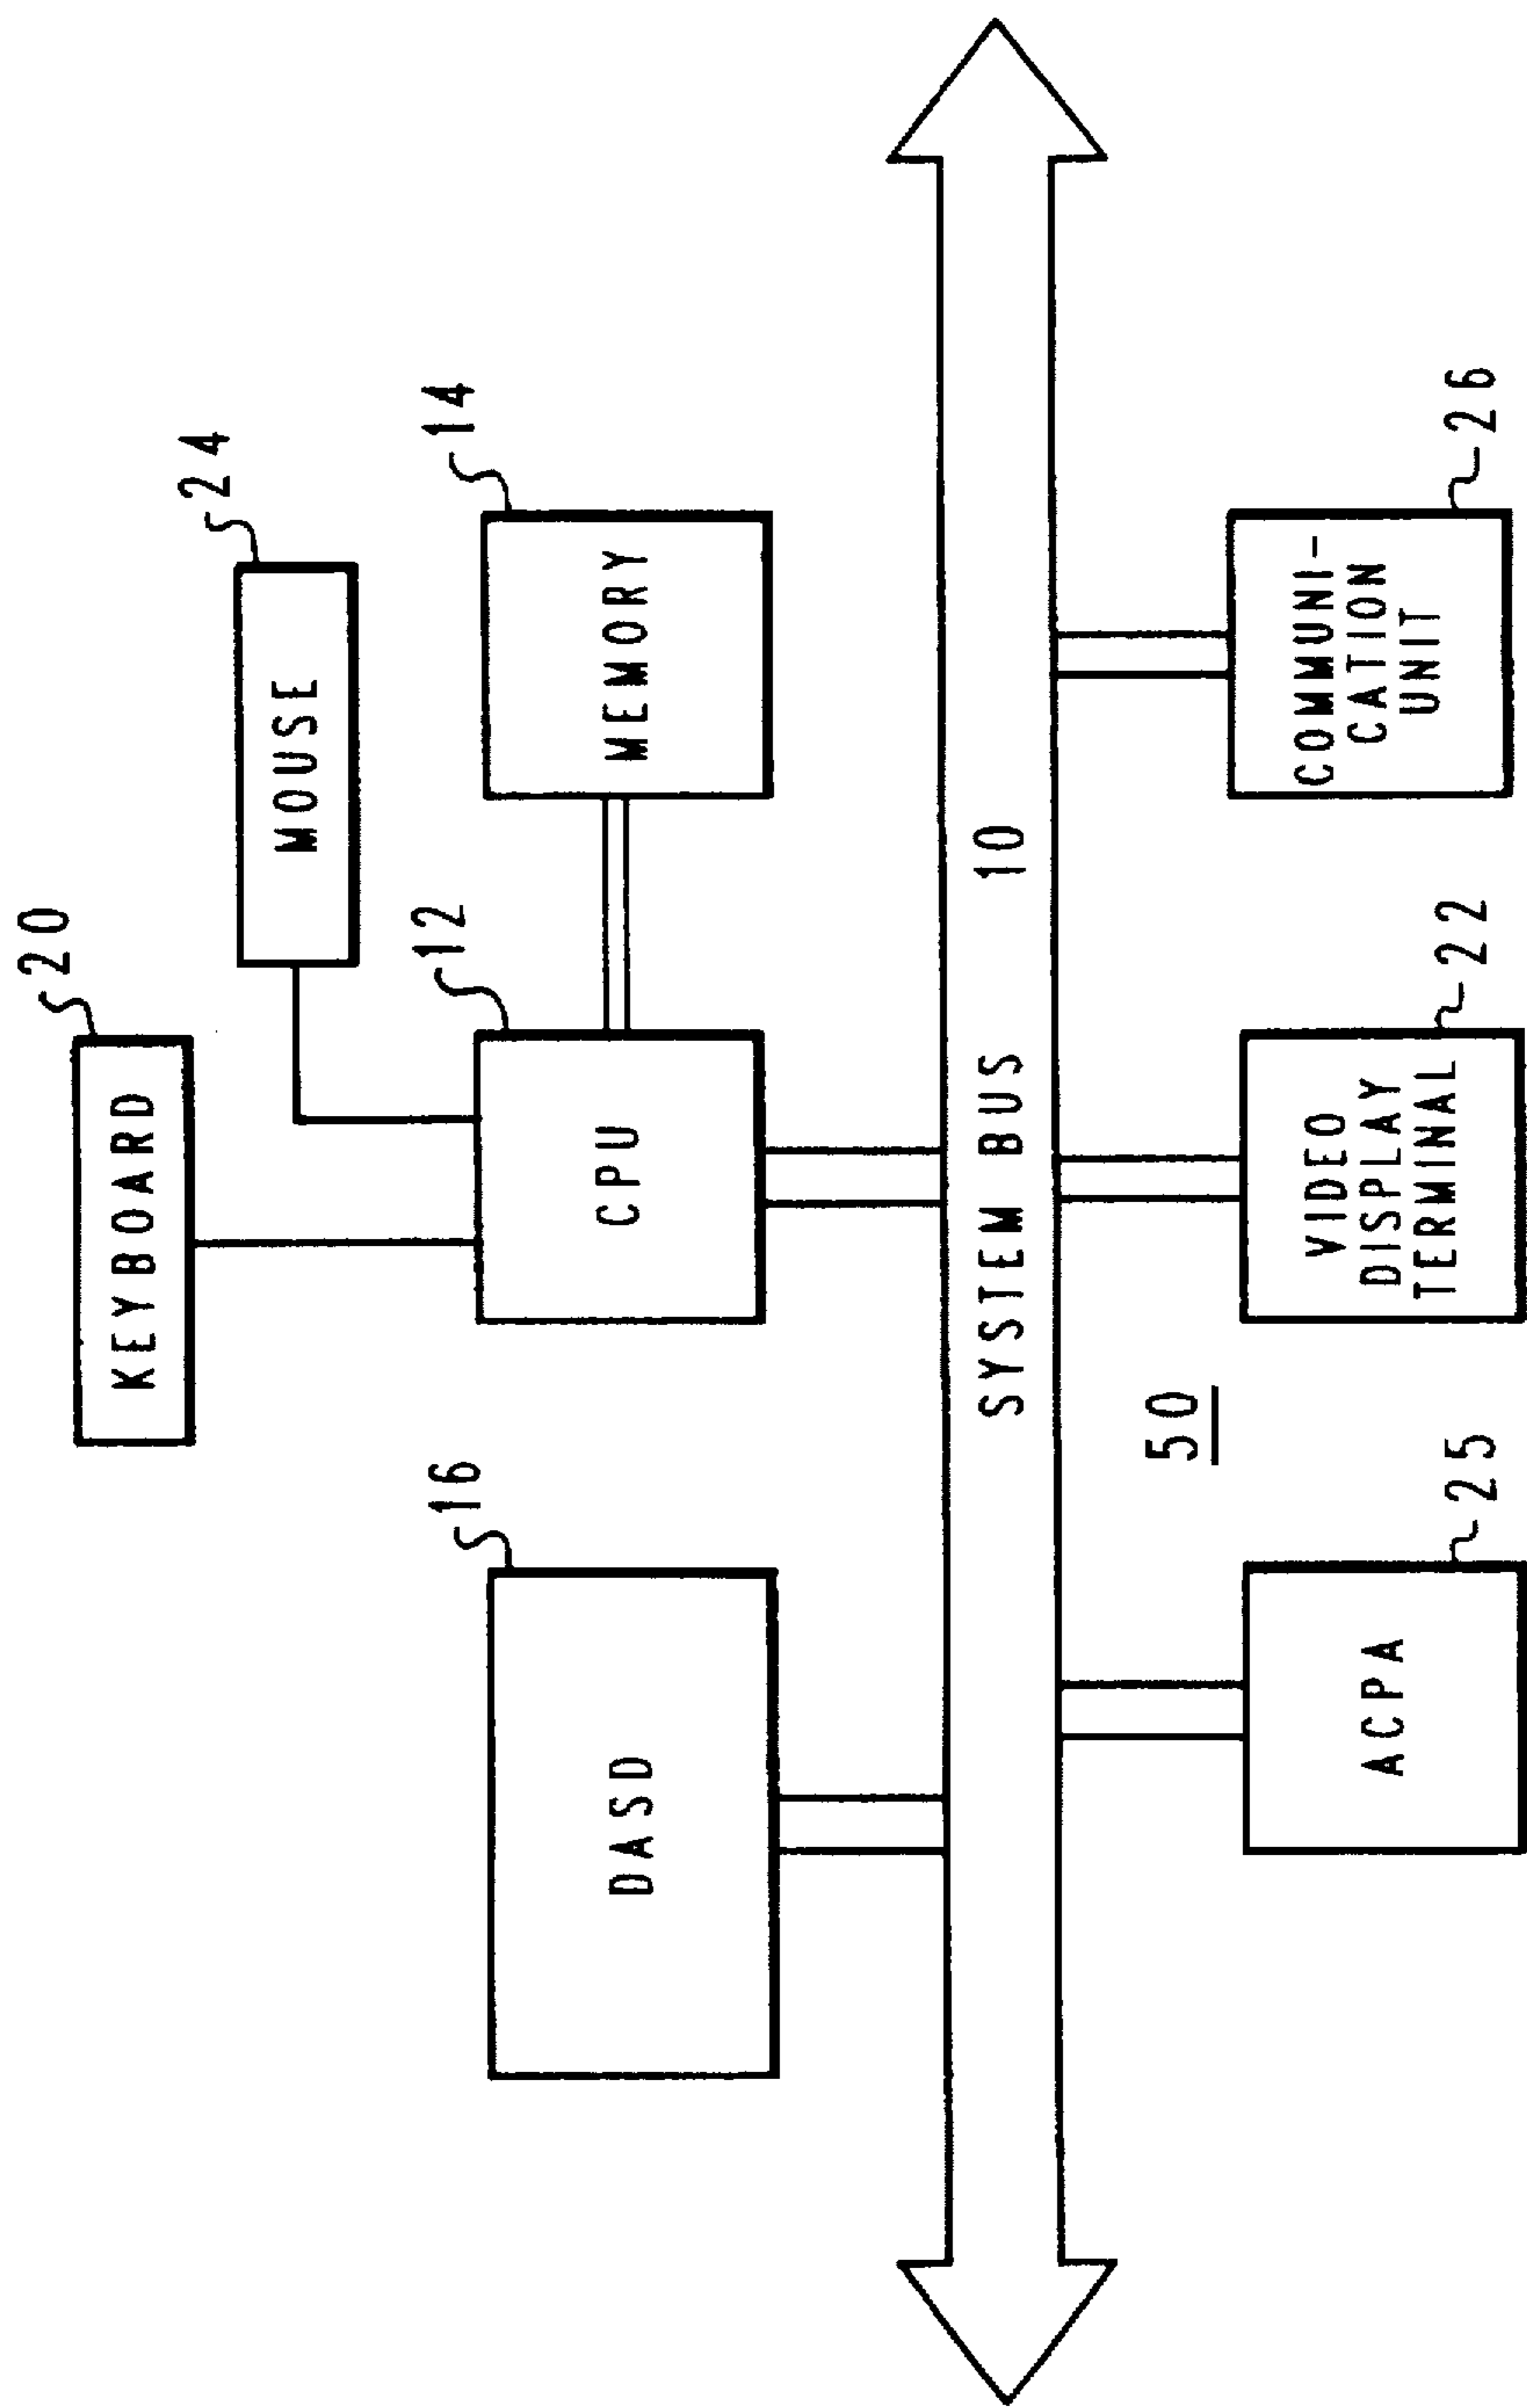 KEYBOARD
20
MOUSE
24
DASD
16
CPU
12
MEMORY
14
SYSTEM BUS 10
50
ACPA
25
VIDEO
DISPLAY
TERMINAL
22
COMMUNI-
CATION
UNIT
26